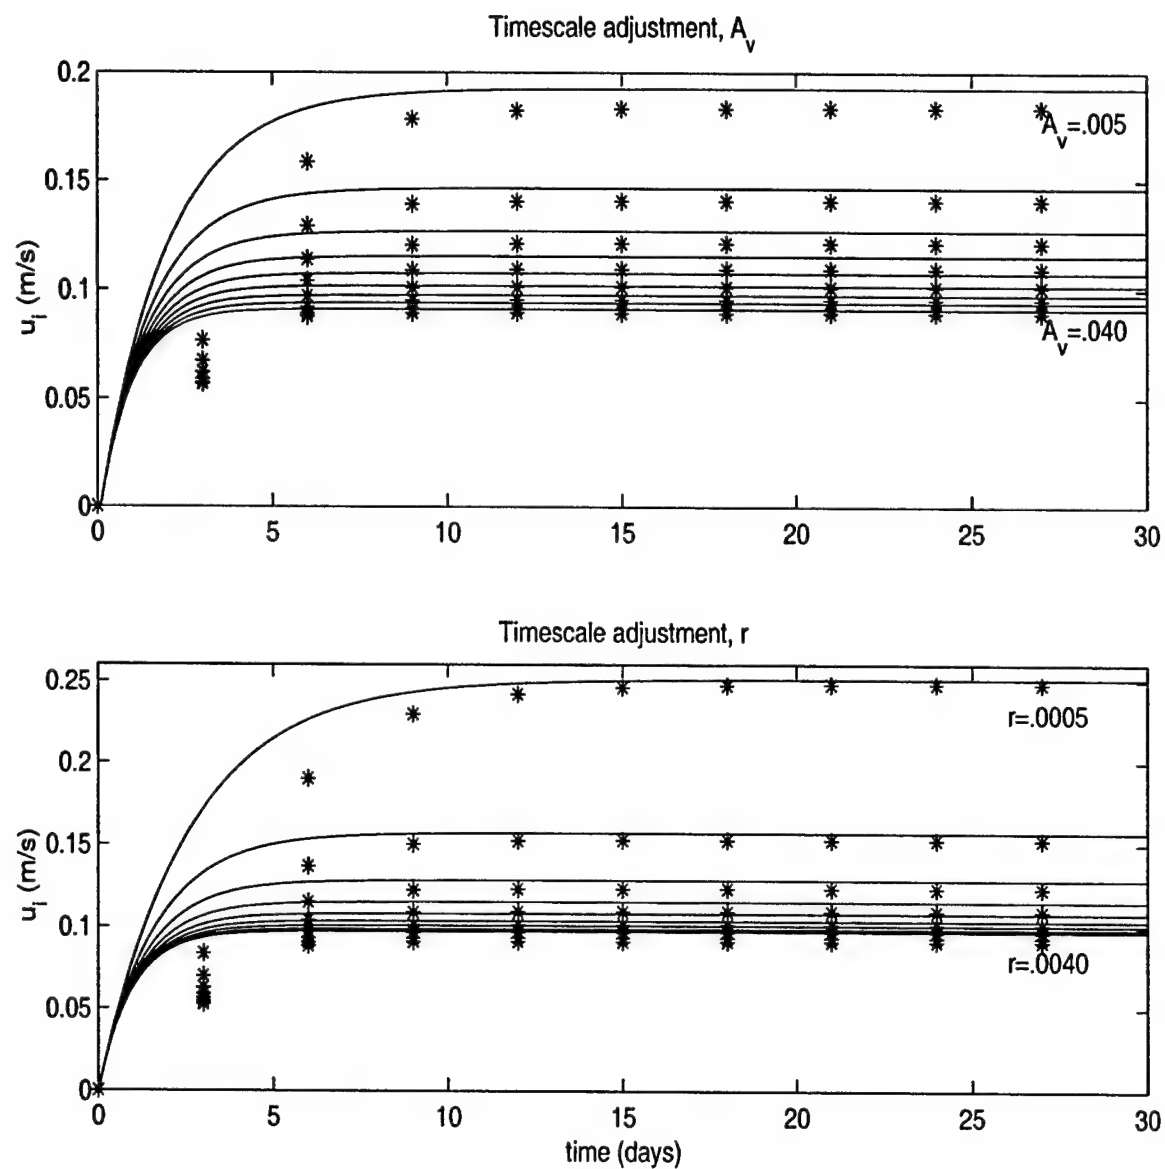 Timescale adjustment, A_v
0.2
0.15
0.1
0.05
0
u_i (m/s)
A_v=.005
A_v=.040
0 5 10 15 20 25 30
Timescale adjustment, r
0.25
0.2
0.15
0.1
0.05
0
u_i (m/s)
r=.0005
r=.0040
0 5 10 15 20 25 30
time (days)